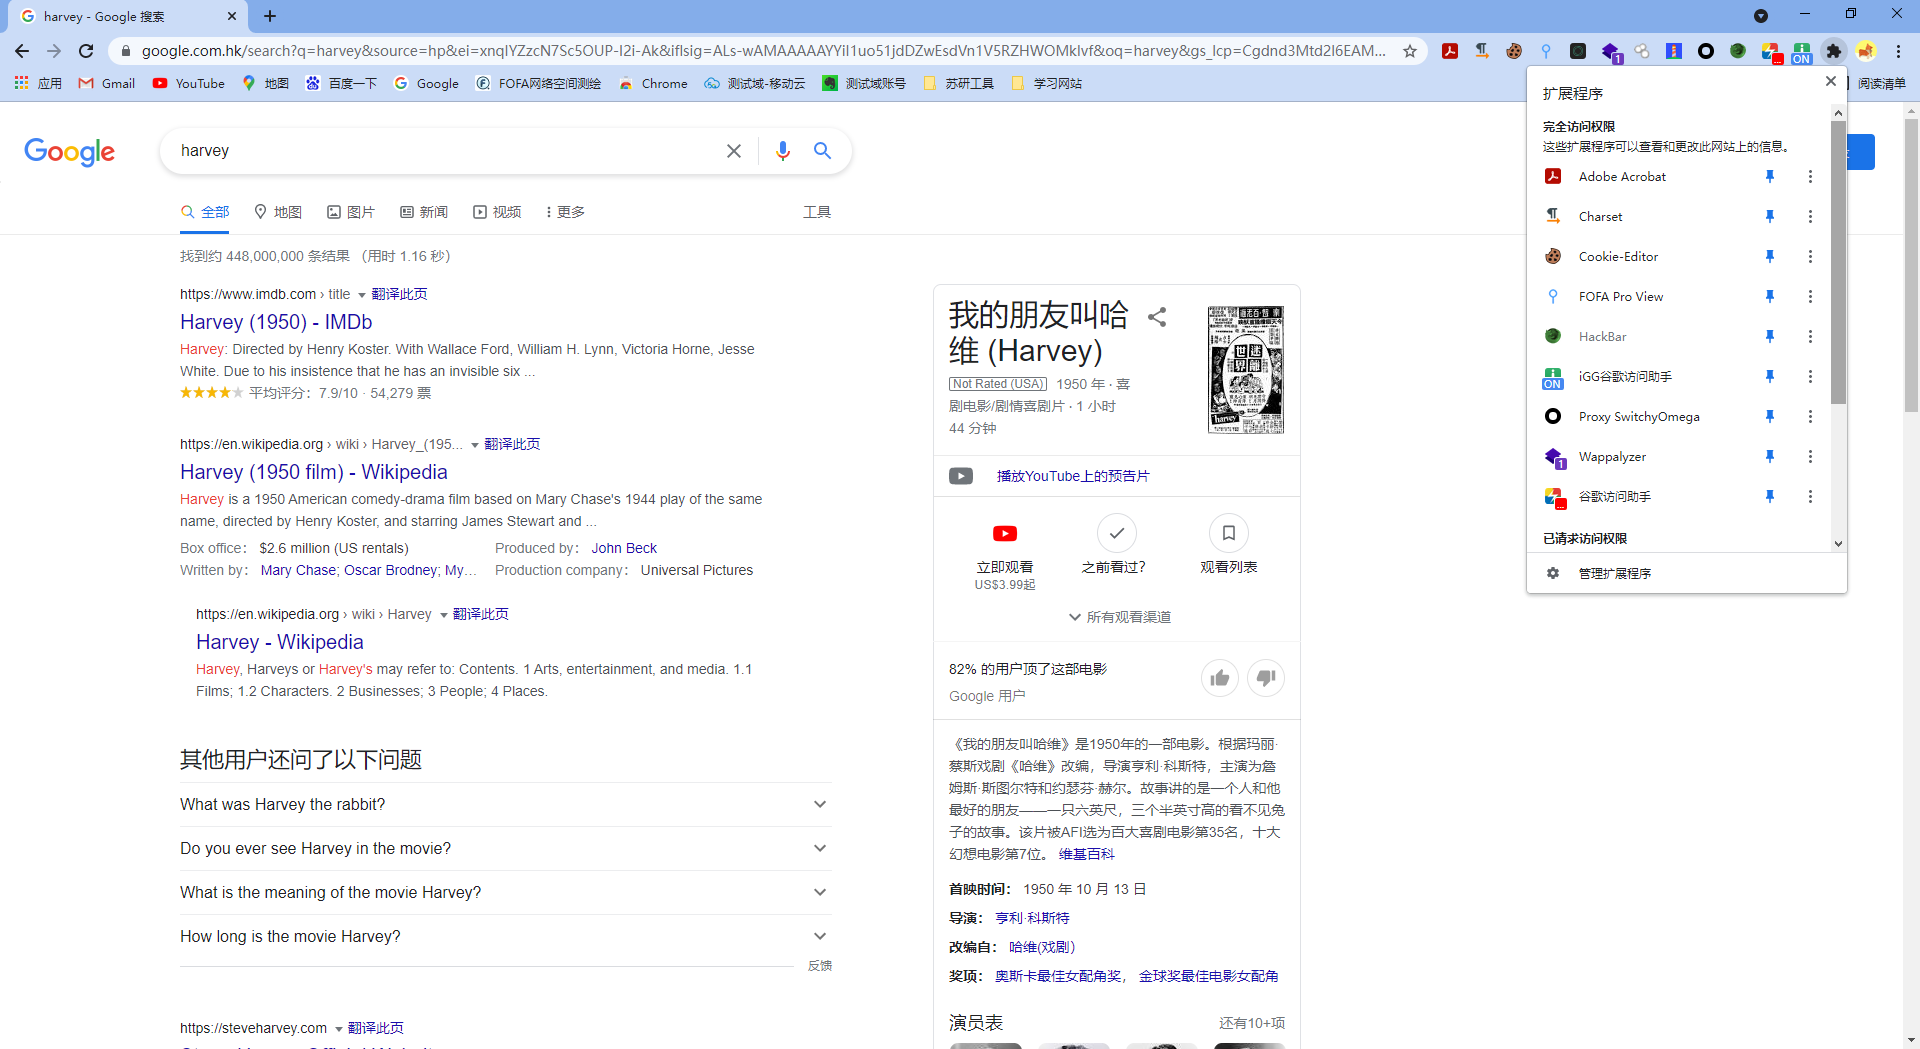 harvey - Google 搜索
google.com.hk/search?q=harvey&source=hp&ei=xnqIYZzcN7Sc5OUP-I2i-Ak&iflsig=ALs-wAMAAAAAYYiI1uo51jdDZwEsdVn1V5RZHWOMklvf&oq=harvey&gs_lcp=Cgdnd3Mtd2l6EAM...
应用 Gmail YouTube 地图 百度一下 Google FOFA网络空间测绘 Chrome 测试域-移动云 测试域账号 苏研工具 学习网站 阅读清单
Google
harvey
全部 地图 图片 新闻 视频 更多 工具
找到约 448,000,000 条结果 （用时 1.16 秒）
https://www.imdb.com › title 翻译此页
Harvey (1950) - IMDb
Harvey: Directed by Henry Koster. With Wallace Ford, William H. Lynn, Victoria Horne, Jesse
White. Due to his insistence that he has an invisible six ...
平均评分：7.9/10 · 54,279 票
https://en.wikipedia.org › wiki › Harvey_(195... 翻译此页
Harvey (1950 film) - Wikipedia
Harvey is a 1950 American comedy-drama film based on Mary Chase's 1944 play of the same
name, directed by Henry Koster, and starring James Stewart and ...
Box office： $2.6 million (US rentals) Produced by： John Beck
Written by： Mary Chase; Oscar Brodney; My... Production company： Universal Pictures
https://en.wikipedia.org › wiki › Harvey 翻译此页
Harvey - Wikipedia
Harvey, Harveys or Harvey's may refer to: Contents. 1 Arts, entertainment, and media. 1.1
Films; 1.2 Characters. 2 Businesses; 3 People; 4 Places.
其他用户还问了以下问题
What was Harvey the rabbit?
Do you ever see Harvey in the movie?
What is the meaning of the movie Harvey?
How long is the movie Harvey?
反馈
https://steveharvey.com 翻译此页
我的朋友叫哈
维 (Harvey)
Not Rated (USA) 1950 年 · 喜
剧电影/剧情喜剧片 · 1 小时
44 分钟
播放YouTube上的预告片
立即观看 之前看过？ 观看列表
US$3.99起
所有观看渠道
82% 的用户顶了这部电影
Google 用户
《我的朋友叫哈维》是1950年的一部电影。根据玛丽·
蔡斯戏剧《哈维》改编，导演亨利·科斯特，主演为詹
姆斯·斯图尔特和约瑟芬·赫尔。故事讲的是一个人和他
最好的朋友——一只六英尺，三个半英寸高的看不见兔
子的故事。该片被AFI选为百大喜剧电影第35名，十大
幻想电影第7位。 维基百科
首映时间： 1950 年 10 月 13 日
导演： 亨利·科斯特
改编自： 哈维(戏剧）
奖项： 奥斯卡最佳女配角奖， 金球奖最佳电影女配角
演员表 还有10+项
扩展程序
完全访问权限
这些扩展程序可以查看和更改此网站上的信息。
Adobe Acrobat
Charset
Cookie-Editor
FOFA Pro View
HackBar
iGG谷歌访问助手
ON
Proxy SwitchyOmega
Wappalyzer
1
谷歌访问助手
已请求访问权限
管理扩展程序